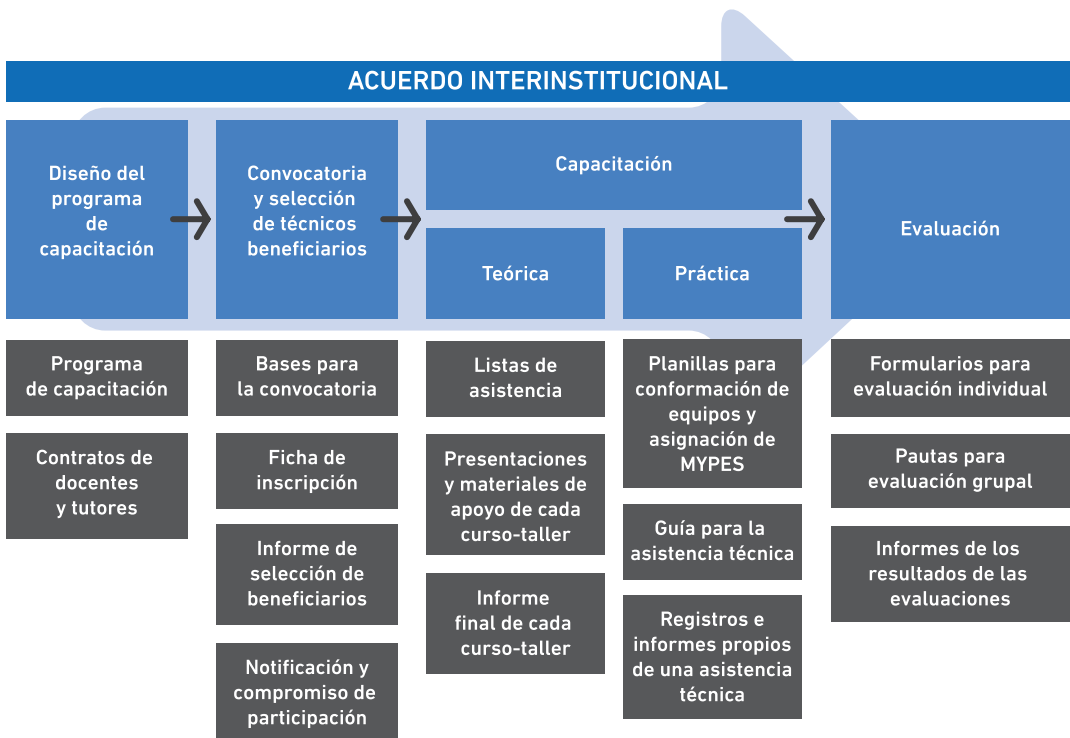 ACUERDO INTERINSTITUCIONAL
Diseño del
programa
de
capacitación
Convocatoria
y selección
de técnicos
beneficiarios
Capacitación
Teórica
Práctica
Evaluación
Programa
de capacitación
Contratos de
docentes
y tutores
Bases para
la convocatoria
Ficha de
inscripción
Informe de
selección de
beneficiarios
Notificación y
compromiso de
participación
Listas de
asistencia
Presentaciones
y materiales de
apoyo de cada
curso-taller
Informe
final de cada
curso-taller
Planillas para
conformación de
equipos y
asignación de
MYPES
Guía para la
asistencia técnica
Registros e
informes propios
de una asistencia
técnica
Formularios para
evaluación individual
Pautas para
evaluación grupal
Informes de los
resultados de las
evaluaciones